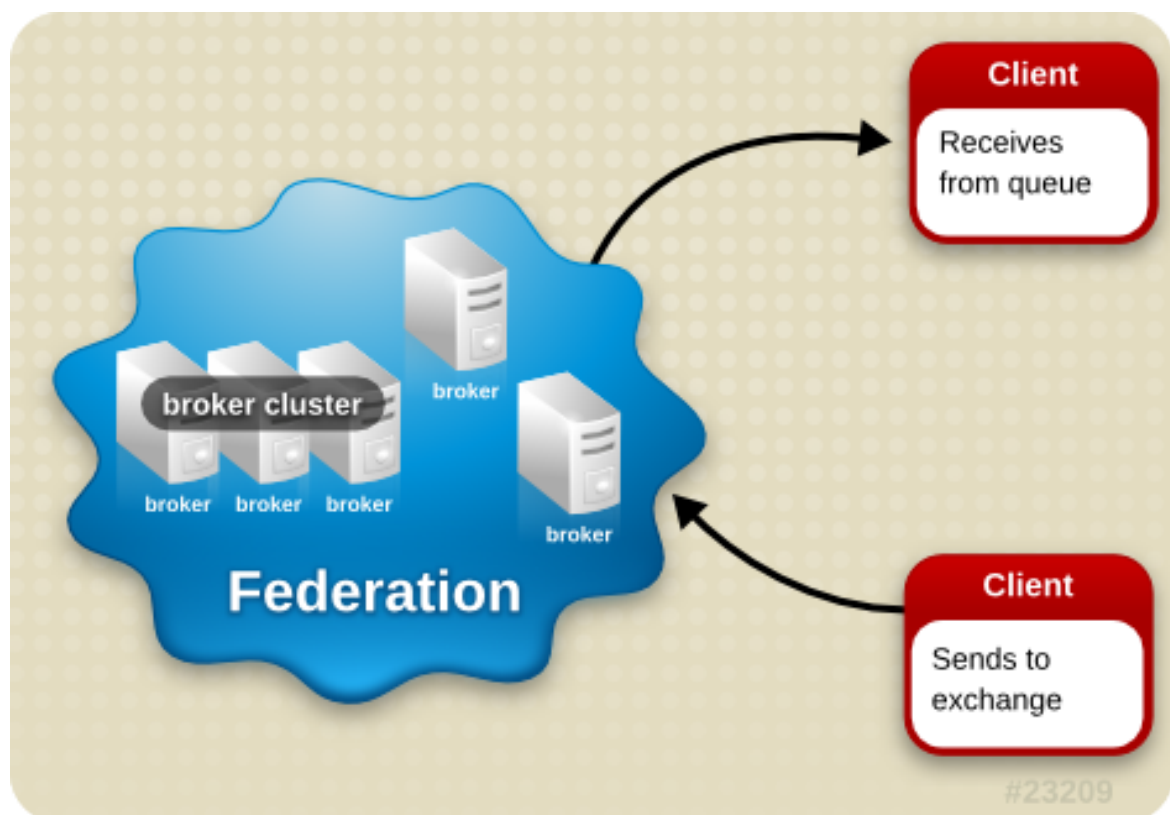 Client
Receives
from queue
broker
broker cluster
broker
broker
broker
broker
Federation
Client
Sends to
exchange
#23209